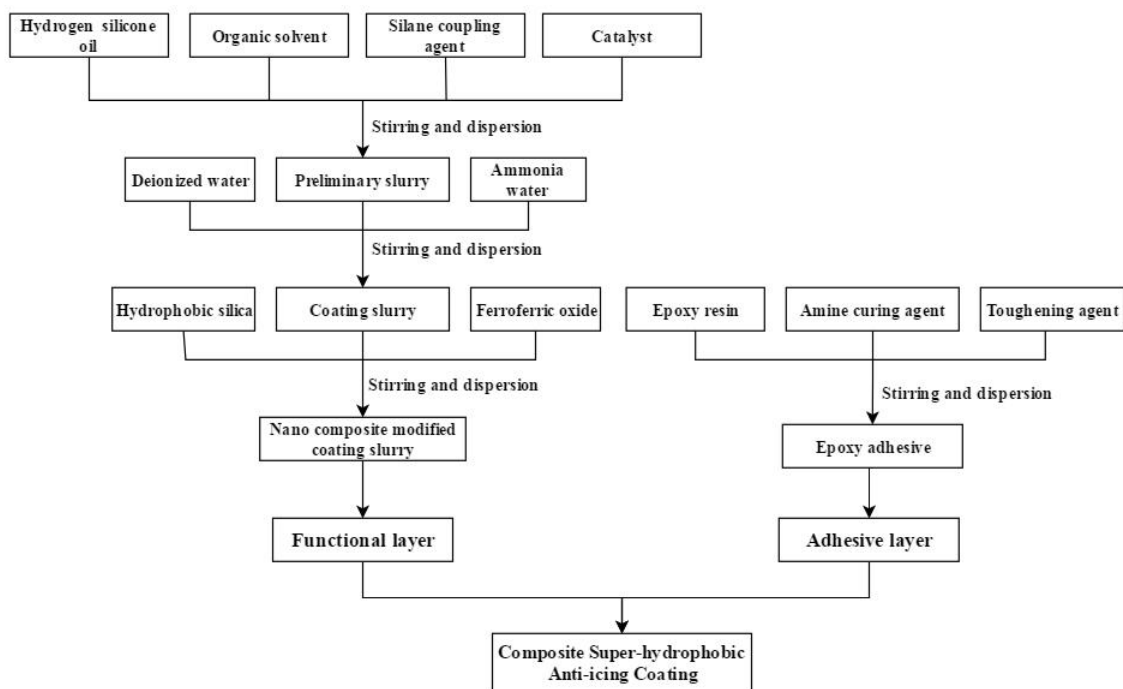 Hydrogen silicone
oil
Organic solvent
Silane coupling
agent
Catalyst
Stirring and dispersion
Deionized water
Preliminary slurry
Ammonia
water
Stirring and dispersion
Hydrophobic silica
Coating slurry
Ferroferric oxide
Epoxy resin
Amine curing agent
Toughening agent
Stirring and dispersion
Stirring and dispersion
Nano composite modified
coating slurry
Epoxy adhesive
Functional layer
Adhesive layer
Composite Super-hydrophobic
Anti-icing Coating